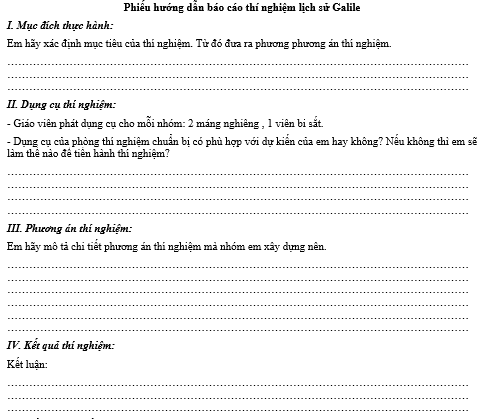 Phiếu hướng dẫn báo cáo thí nghiệm lịch sử Galile
I. Mục đích thực hành:
Em hãy xác định mục tiêu của thí nghiệm. Từ đó đưa ra phương phương án thí nghiệm.
II. Dụng cụ thí nghiệm:
- Giáo viên phát dụng cụ cho mỗi nhóm: 2 máng nghiêng , 1 viên bi sắt.
- Dụng cụ của phòng thí nghiệm chuẩn bị có phù hợp với dự kiến của em hay không? Nếu không thì em sẽ
làm thế nào để tiến hành thí nghiệm?
III. Phương án thí nghiệm:
Em hãy mô tả chi tiết phương án thí nghiệm mà nhóm em xây dựng nên.
IV. Kết quả thí nghiệm:
Kết luận: